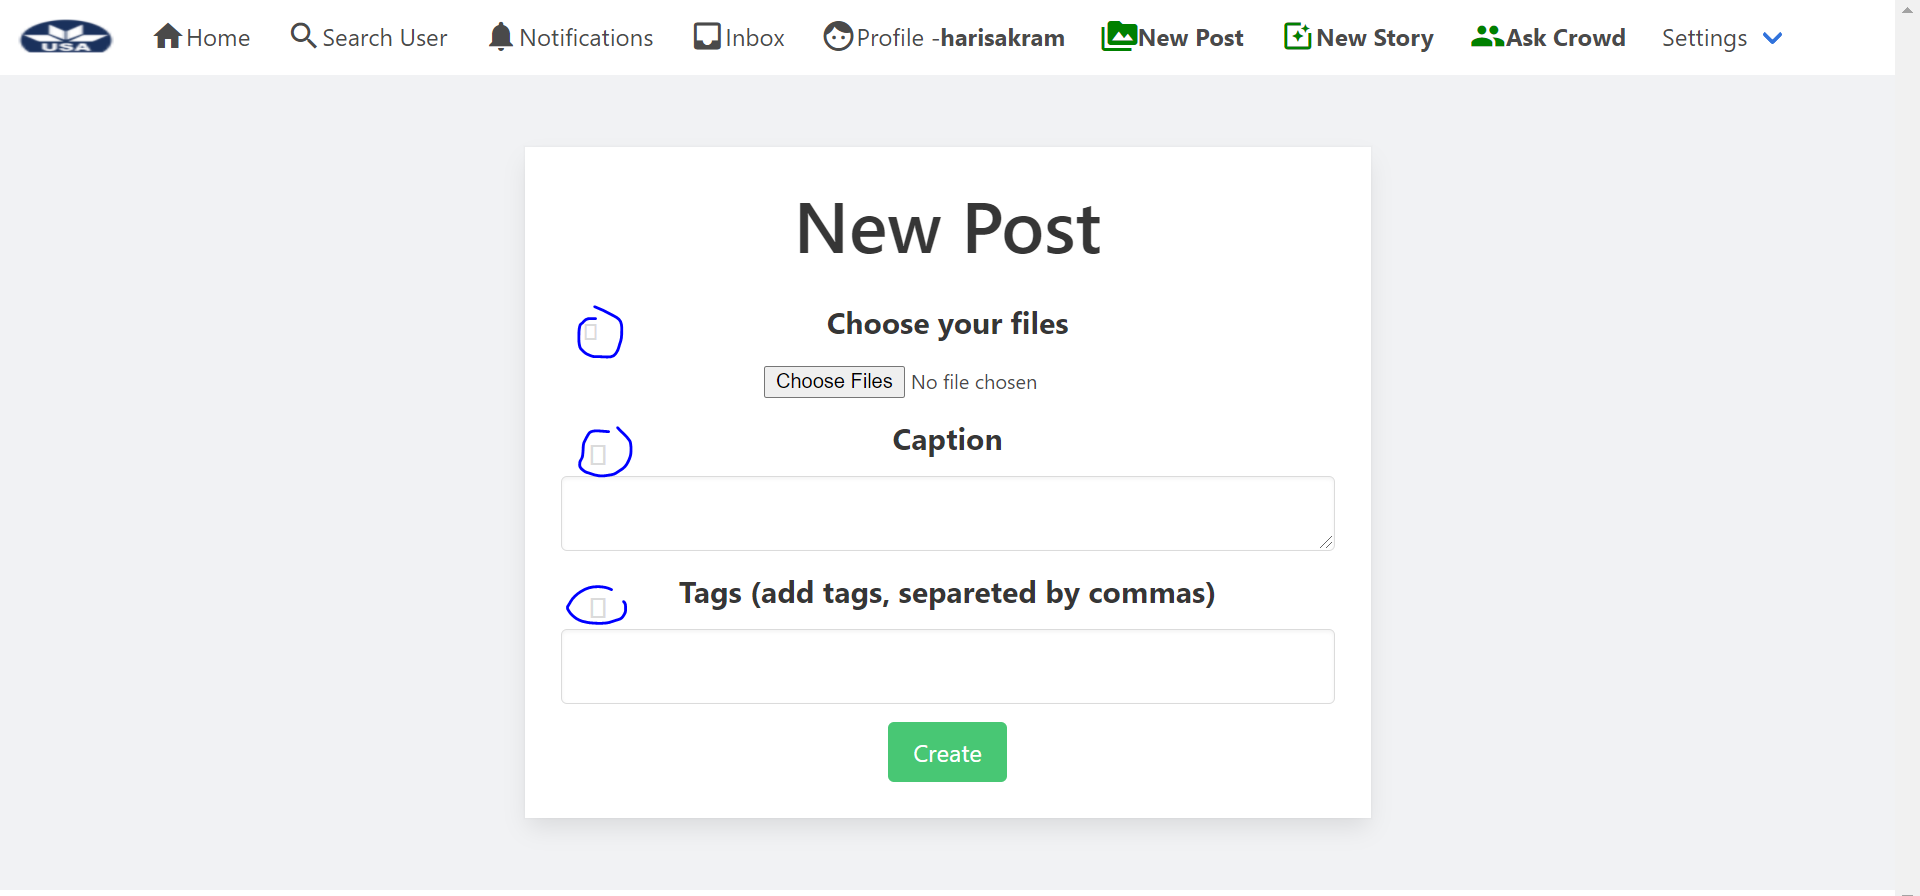 USA Home Search User Notifications Inbox Profile -harisakram New Post New Story Ask Crowd Settings
New Post
Choose your files
Choose Files No file chosen
Caption
Tags (add tags, separeted by commas)
Create